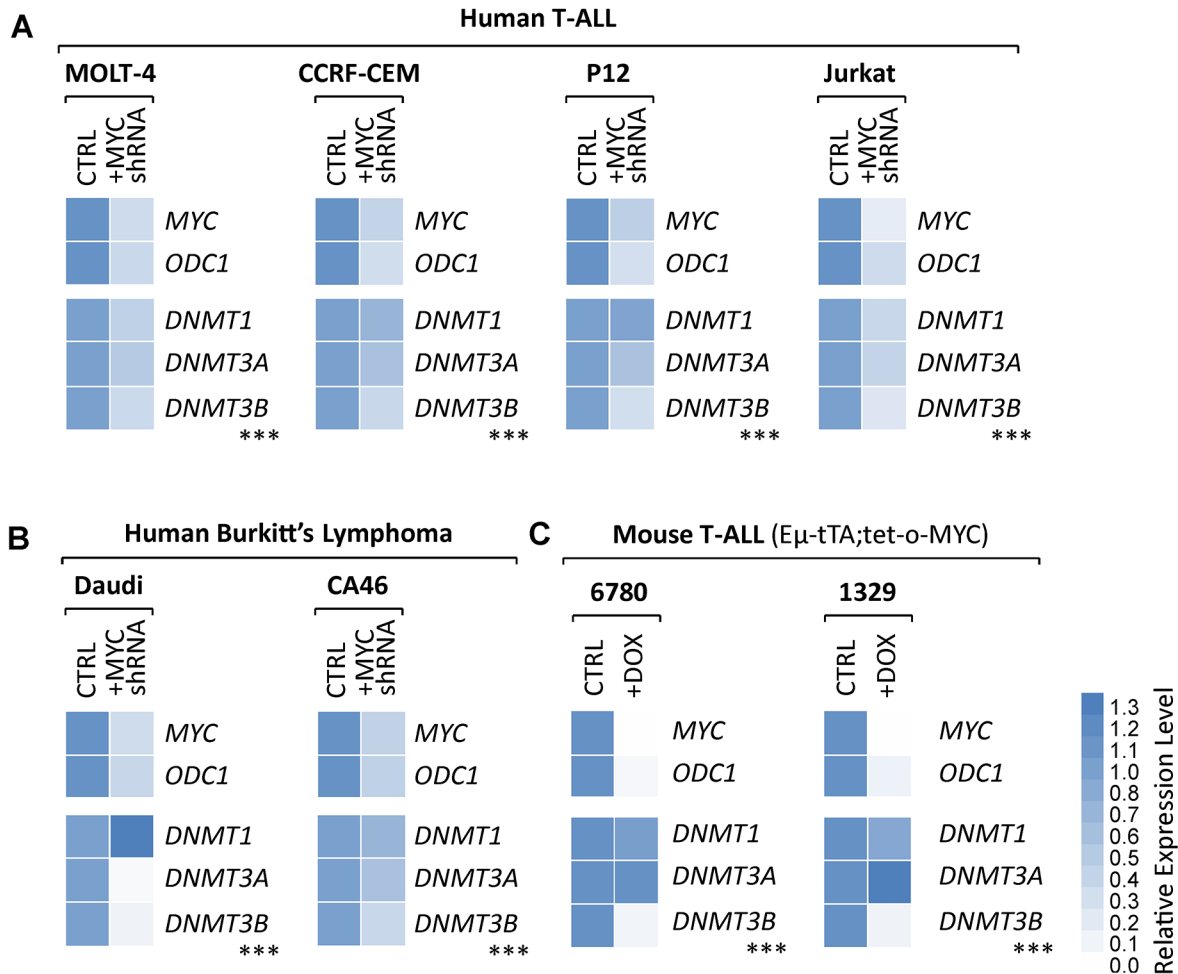 A
Human T-ALL
MOLT-4 CCRF-CEM P12 Jurkat
CTRL +MYC shRNA CTRL +MYC shRNA CTRL +MYC shRNA CTRL +MYC shRNA
MYC MYC MYC MYC
ODC1 ODC1 ODC1 ODC1
DNMT1 DNMT1 DNMT1 DNMT1
DNMT3A DNMT3A DNMT3A DNMT3A
DNMT3B DNMT3B DNMT3B DNMT3B
*** *** *** ***
B
Human Burkitt's Lymphoma
Daudi CA46
CTRL +MYC shRNA CTRL +MYC shRNA
MYC MYC
ODC1 ODC1
DNMT1 DNMT1
DNMT3A DNMT3A
DNMT3B DNMT3B
*** ***
C
Mouse T-ALL (Eµ-tTA;tet-o-MYC)
6780 1329
CTRL +DOX CTRL +DOX
MYC MYC
ODC1 ODC1
DNMT1 DNMT1
DNMT3A DNMT3A
DNMT3B DNMT3B
*** ***
1.3
1.2
1.1
1.0
0.8
0.7
0.6
0.5
0.4
0.3
0.2
0.1
0.0
Relative Expression Level